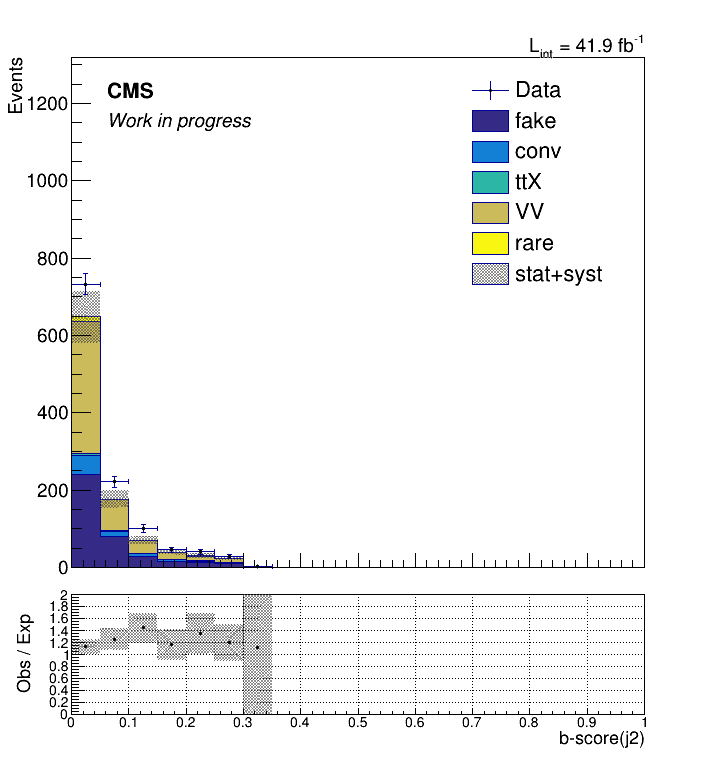 L_int = 41.9 fb^-1
Events
CMS
Work in progress
Data
fake
conv
ttX
VV
rare
stat+syst
1200
1000
800
600
400
200
0
Obs / Exp
2
1.8
1.6
1.4
1.2
1
0.8
0.6
0.4
0.2
0
0 0.1 0.2 0.3 0.4 0.5 0.6 0.7 0.8 0.9 1
b-score(j2)